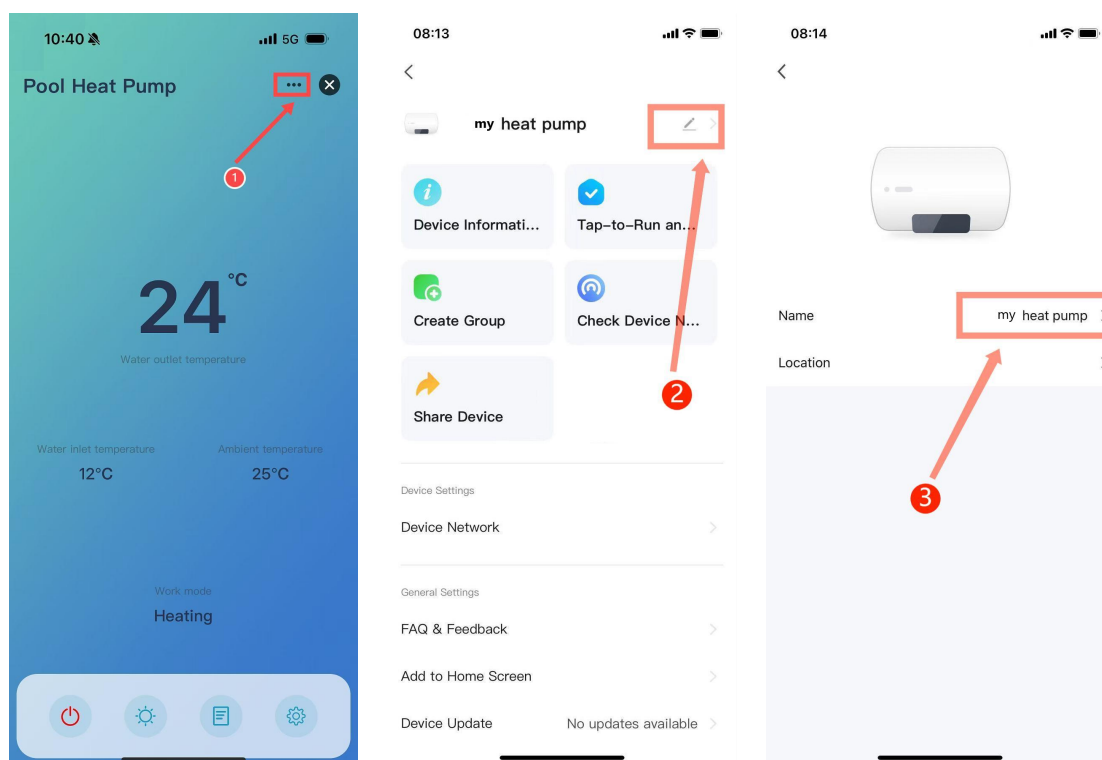 10:40
5G
Pool Heat Pump
1
24°C
Water outlet temperature
Water inlet temperature
Ambient temperature
12°C
25°C
Work mode
Heating
08:13
my heat pump
Device Informati...
Tap-to-Run an...
Create Group
Check Device N...
Share Device
2
Device Settings
Device Network
General Settings
FAQ & Feedback
Add to Home Screen
Device Update
No updates available
08:14
Name
my heat pump
Location
3